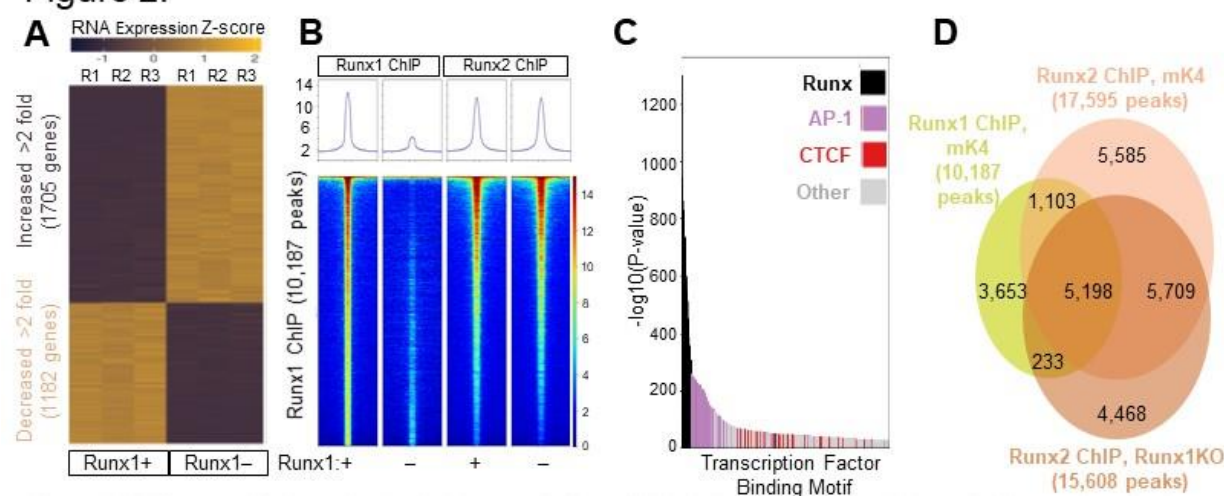 Figure 2.
A
RNA Expression Z-score
-1 0 1 2
R1 R2 R3 R1 R2 R3
Increased >2 fold
(1705 genes)
Decreased >2 fold
(1182 genes)
Runx1+ Runx1–
B
Runx1 ChIP Runx2 ChIP
14
10
6
2
Runx1 ChIP (10,187 peaks)
14
12
10
8
6
4
2
0
Runx1:+ – + –
C
Runx
AP-1
CTCF
Other
-log10(P-value)
1200
1000
800
600
400
200
0
Transcription Factor
Binding Motif
D
Runx2 ChIP, mK4
(17,595 peaks)
Runx1 ChIP,
mK4
(10,187
peaks)
5,585
1,103
3,653 5,198 5,709
233
4,468
Runx2 ChIP, Runx1KO
(15,608 peaks)